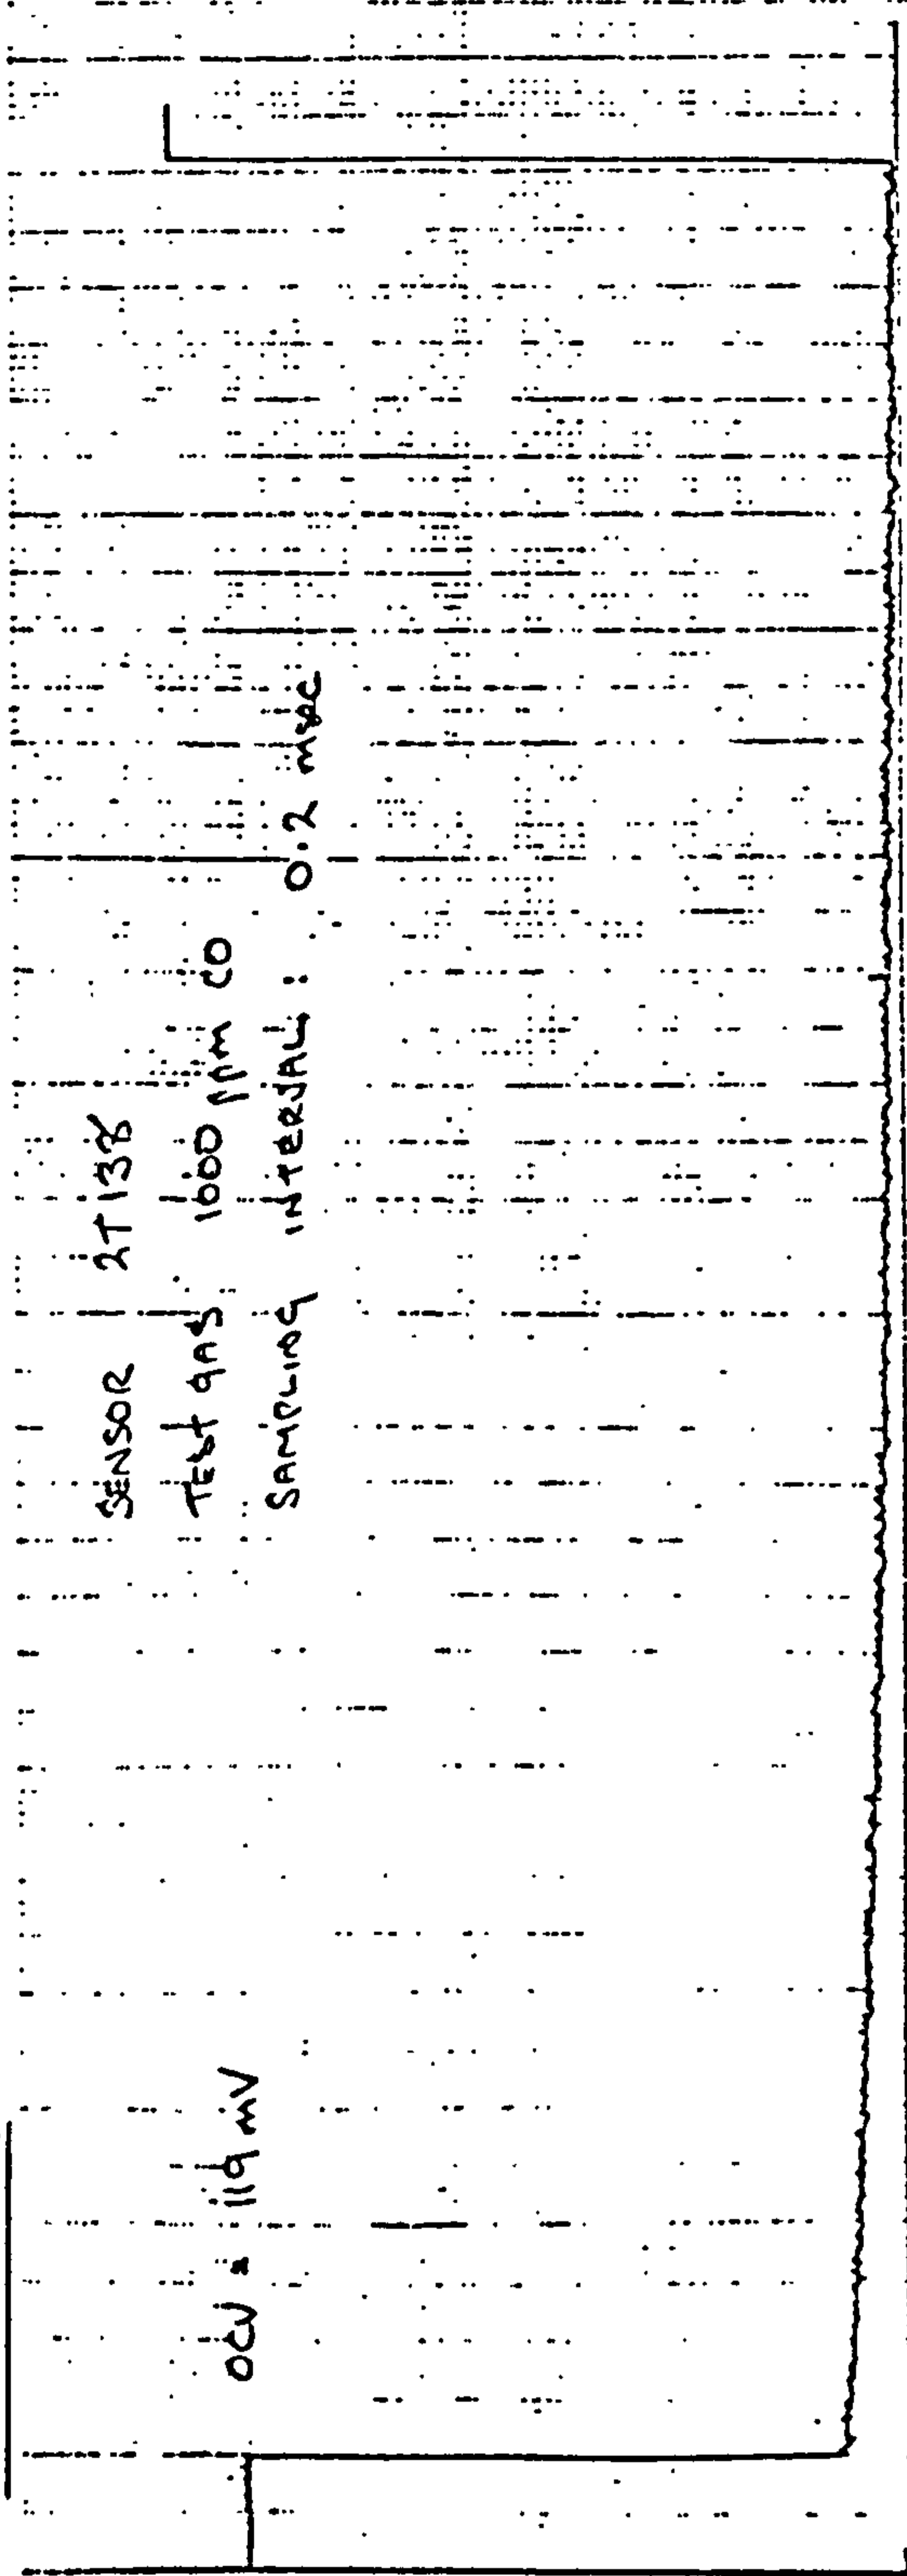 SENSOR 2T138
TEST GAS 1000 ppm CO
SAMPLING INTERVAL : 0.2 msec
OCV = 119 mV